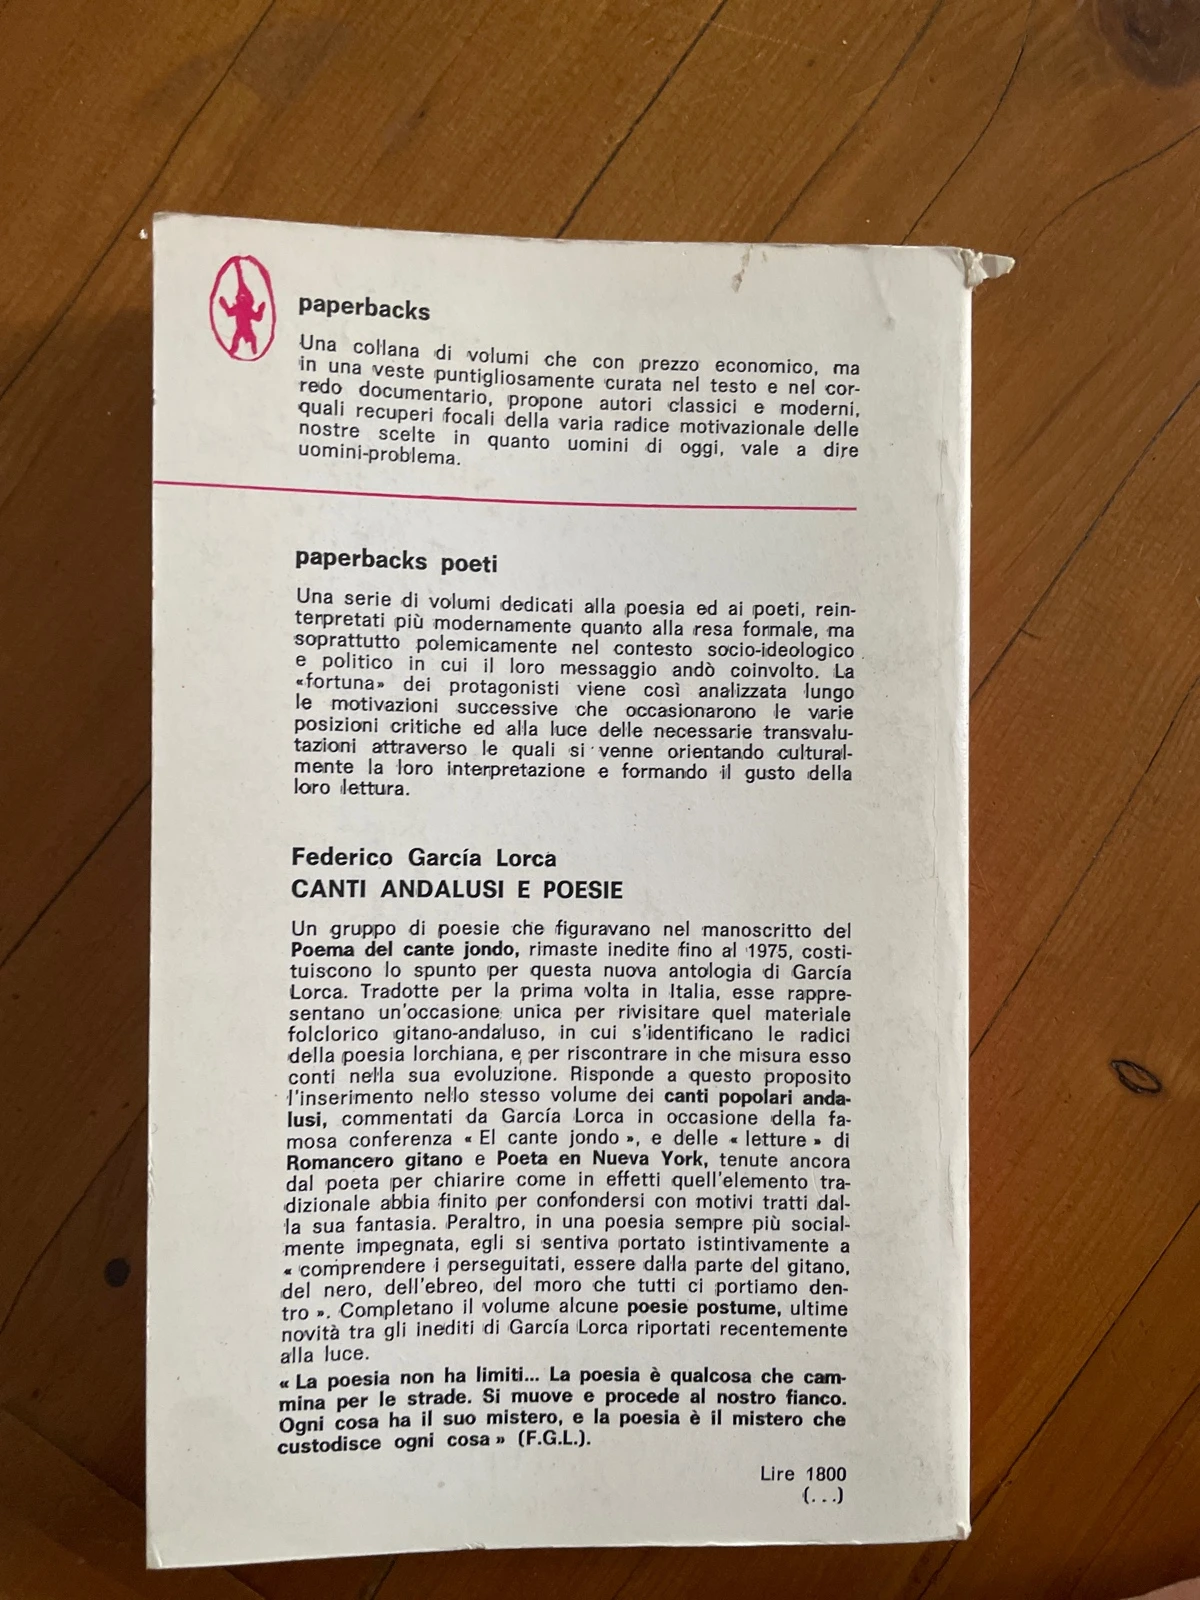 paperbacks
Una collana di volumi che con prezzo economico, ma
in una veste puntigliosamente curata nel testo e nel cor-
redo documentario, propone autori classici e moderni,
quali recuperi focali della varia radice motivazionale delle
nostre scelte in quanto uomini di oggi, vale a dire
uomini-problema.
paperbacks poeti
Una serie di volumi dedicati alla poesia ed ai poeti, rein-
terpretati più modernamente quanto alla resa formale, ma
soprattutto polemicamente nel contesto socio-ideologico
e politico in cui il loro messaggio andò coinvolto. La
«fortuna» dei protagonisti viene così analizzata lungo
le motivazioni successive che occasionarono le varie
posizioni critiche ed alla luce delle necessarie transvalu-
tazioni attraverso le quali si venne orientando cultural-
mente la loro interpretazione e formando il gusto della
loro lettura.
Federico García Lorca
CANTI ANDALUSI E POESIE
Un gruppo di poesie che figuravano nel manoscritto del
Poema del cante jondo, rimaste inedite fino al 1975, costi-
tuiscono lo spunto per questa nuova antologia di García
Lorca. Tradotte per la prima volta in Italia, esse rappre-
sentano un'occasione unica per rivisitare quel materiale
folclorico gitano-andaluso, in cui s'identificano le radici
della poesia lorchiana, e per riscontrare in che misura esso
conti nella sua evoluzione. Risponde a questo proposito
l'inserimento nello stesso volume dei canti popolari anda-
lusi, commentati da García Lorca in occasione della fa-
mosa conferenza « El cante jondo », e delle « letture » di
Romancero gitano e Poeta en Nueva York, tenute ancora
dal poeta per chiarire come in effetti quell'elemento tra-
dizionale abbia finito per confondersi con motivi tratti dal-
la sua fantasia. Peraltro, in una poesia sempre più social-
mente impegnata, egli si sentiva portato istintivamente a
« comprendere i perseguitati, essere dalla parte del gitano,
del nero, dell'ebreo, del moro che tutti ci portiamo den-
tro ». Completano il volume alcune poesie postume, ultime
novità tra gli inediti di García Lorca riportati recentemente
alla luce.
« La poesia non ha limiti... La poesia è qualcosa che cam-
mina per le strade. Si muove e procede al nostro fianco.
Ogni cosa ha il suo mistero, e la poesia è il mistero che
custodisce ogni cosa » (F.G.L.).
Lire 1800
(...)